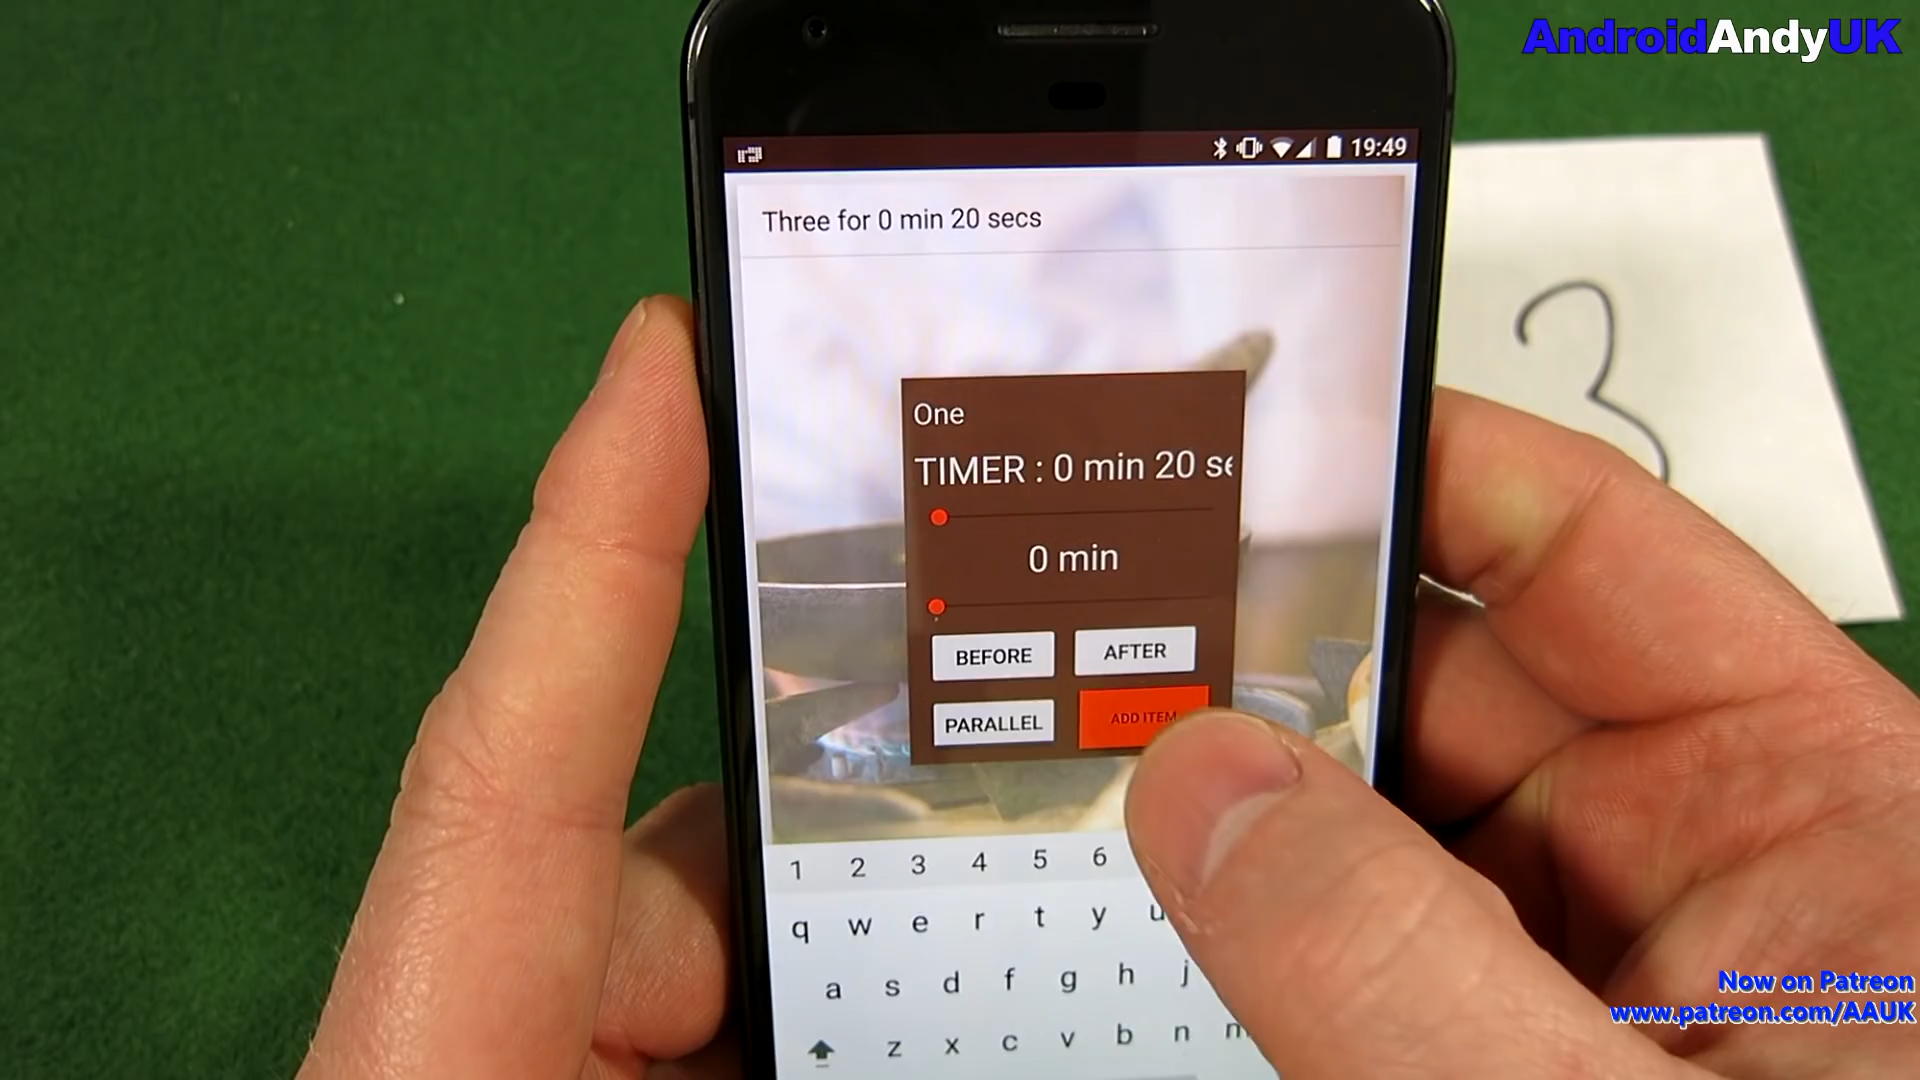 AndroidAndyUK
19:49
Three for 0 min 20 secs
3
One
TIMER : 0 min 20 se
0 min
BEFORE AFTER
PARALLEL ADD ITEM
1 2 3 4 5 6
q w e r t y u
a s d f g h j
z x c v b n m
Now on Patreon
www.patreon.com/AAUK